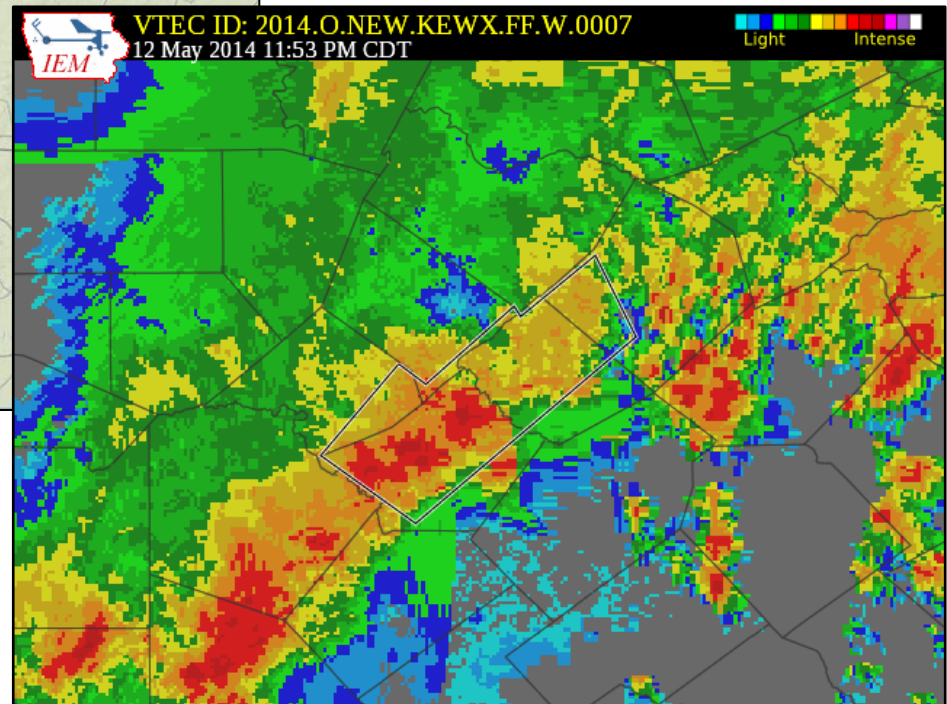 VTEC ID: 2014.O.NEW.KEWX.FF.W.0007
12 May 2014 11:53 PM CDT
IEM
Light
Intense